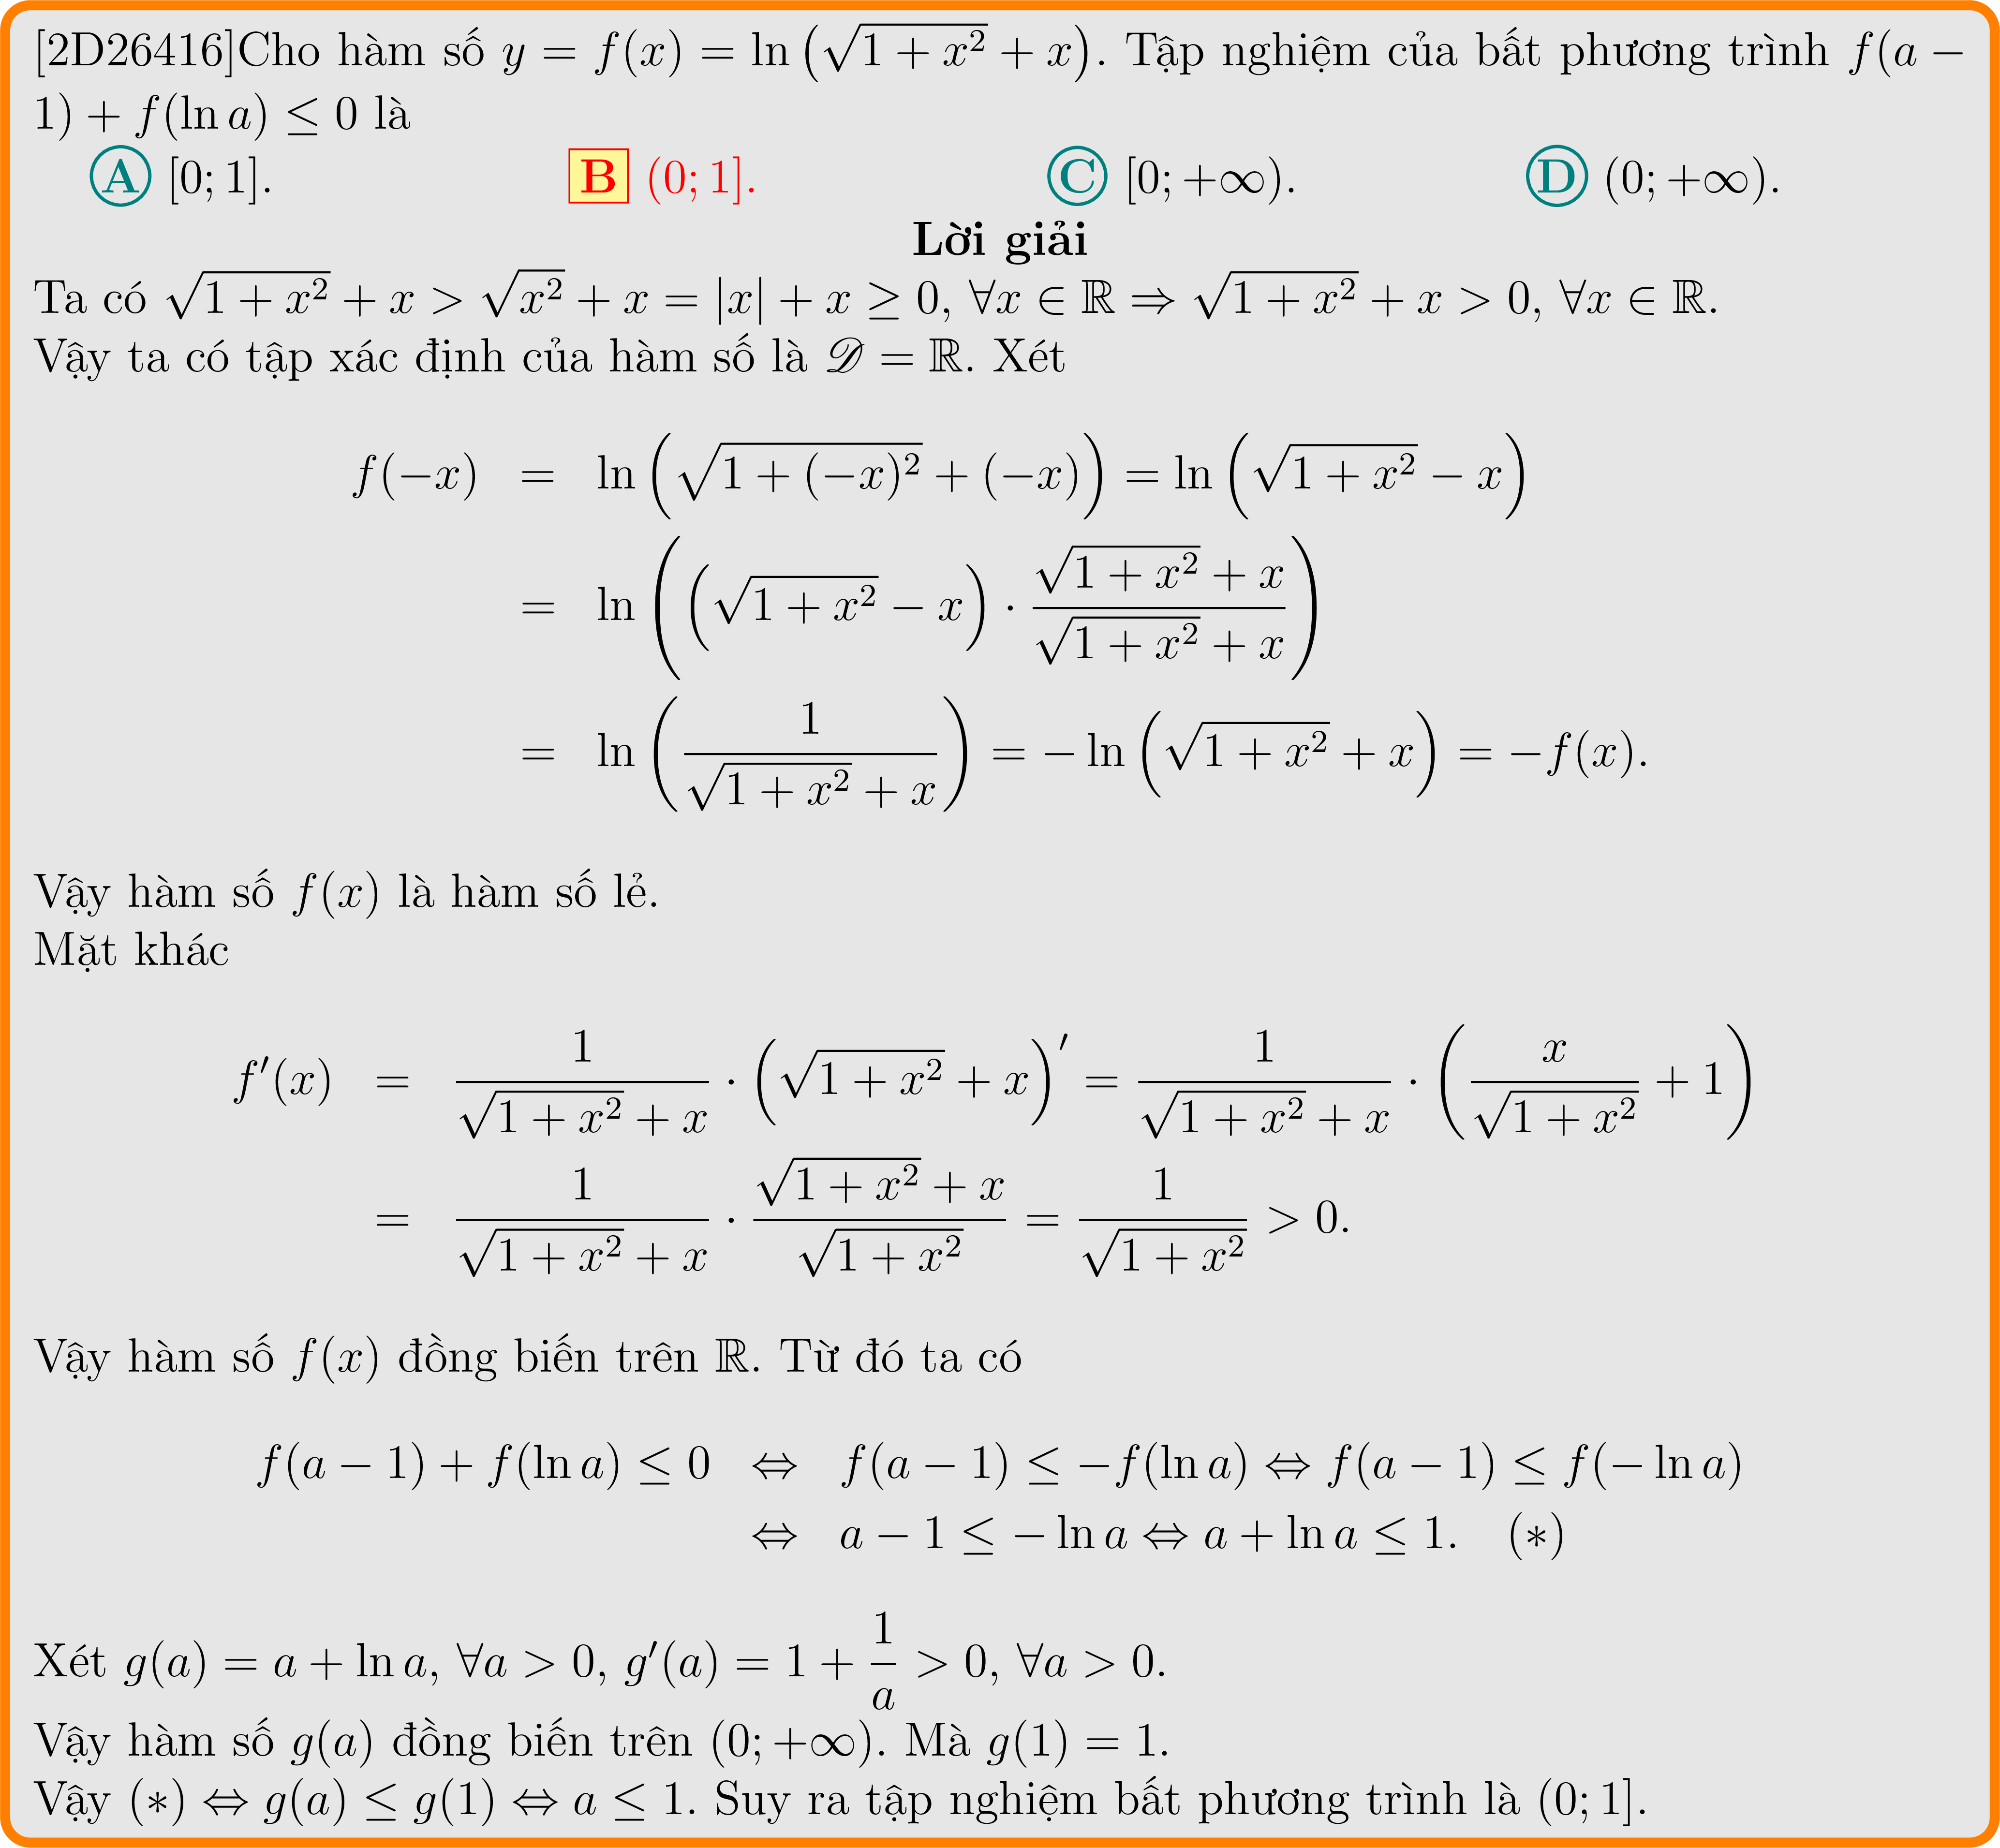 [2D26416]Cho hàm số $y = f(x) = \ln\left(\sqrt{1+x^2}+x\right)$. Tập nghiệm của bất phương trình $f(a-$
$1) + f(\ln a) \leq 0$ là
A [0; 1]. B (0; 1]. C [0; +∞). D (0; +∞).
Lời giải
Ta có $\sqrt{1+x^2}+x > \sqrt{x^2}+x = |x|+x \geq 0, \forall x \in \mathbb{R} \Rightarrow \sqrt{1+x^2}+x > 0, \forall x \in \mathbb{R}$.
Vậy ta có tập xác định của hàm số là $\mathscr{D} = \mathbb{R}$. Xét
$f(-x) = \ln\left(\sqrt{1+(-x)^2}+(-x)\right) = \ln\left(\sqrt{1+x^2}-x\right)$
$= \ln\left(\left(\sqrt{1+x^2}-x\right)\cdot\dfrac{\sqrt{1+x^2}+x}{\sqrt{1+x^2}+x}\right)$
$= \ln\left(\dfrac{1}{\sqrt{1+x^2}+x}\right) = -\ln\left(\sqrt{1+x^2}+x\right) = -f(x).$
Vậy hàm số $f(x)$ là hàm số lẻ.
Mặt khác
$f'(x) = \dfrac{1}{\sqrt{1+x^2}+x}\cdot\left(\sqrt{1+x^2}+x\right)' = \dfrac{1}{\sqrt{1+x^2}+x}\cdot\left(\dfrac{x}{\sqrt{1+x^2}}+1\right)$
$= \dfrac{1}{\sqrt{1+x^2}+x}\cdot\dfrac{\sqrt{1+x^2}+x}{\sqrt{1+x^2}} = \dfrac{1}{\sqrt{1+x^2}} > 0.$
Vậy hàm số $f(x)$ đồng biến trên $\mathbb{R}$. Từ đó ta có
$f(a-1)+f(\ln a) \leq 0 \Leftrightarrow f(a-1) \leq -f(\ln a) \Leftrightarrow f(a-1) \leq f(-\ln a)$
$\Leftrightarrow a-1 \leq -\ln a \Leftrightarrow a+\ln a \leq 1. \quad (*)$
Xét $g(a) = a+\ln a, \forall a > 0, g'(a) = 1+\dfrac{1}{a} > 0, \forall a > 0$.
Vậy hàm số $g(a)$ đồng biến trên $(0; +\infty)$. Mà $g(1) = 1$.
Vậy $(*) \Leftrightarrow g(a) \leq g(1) \Leftrightarrow a \leq 1$. Suy ra tập nghiệm bất phương trình là $(0; 1]$.